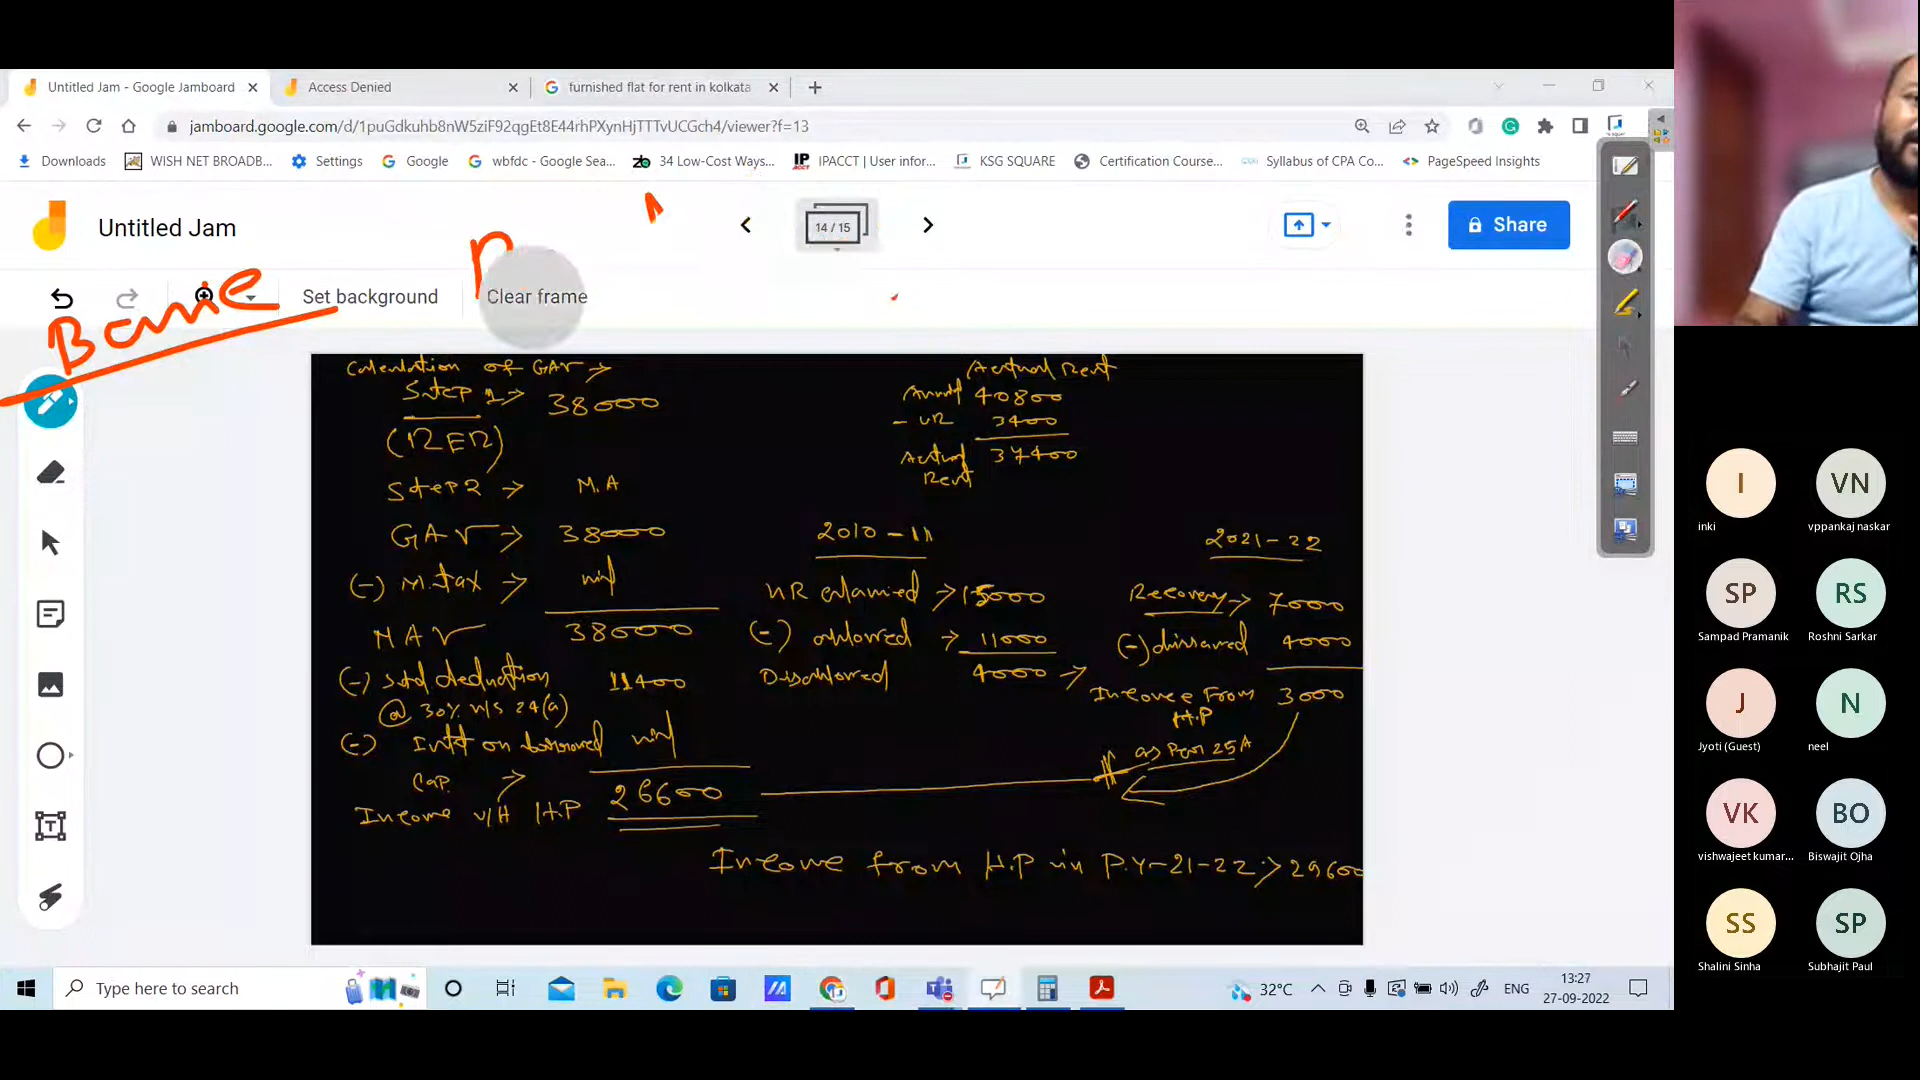 Untitled Jam - Google Jamboard
Access Denied
furnished flat for rent in kolkata
jamboard.google.com/d/1puGdkuhb8nW5ziF92qgEt8E44rhPXynHjTTTvUCGch4/viewer?f=13
Downloads
WISH NET BROADB...
Settings
Google
wbfdc - Google Sea...
34 Low-Cost Ways...
IPACCT | User infor...
KSG SQUARE
Certification Course...
Syllabus of CPA Co...
PageSpeed Insights
Untitled Jam
14 / 15
Share
Set background
Clear frame
Calculation of GAV →
Step 1 → 38000
(RER)
Step 2 → N.A
GAV → 38000
(-) M.tax → nil
NAV 38000
(-) Std deduction 11400
@ 30% u/s 24(a)
(-) Intt on borrowed nil
Cap. →
Income u/H H.P 26600
Actual Rent
Annual 40800
- UR 3400
Actual 37400
Rent
2010-11
UR claimed → 15000
(-) allowed → 11000
Disallowed 4000 →
2021-22
Recovery → 7000
(-) 4000
Income From 3000
H.P
as Per 25A
Income from H.P in P.Y-21-22 → 29600
I
inki
VN
vppankaj naskar
SP
Sampad Pramanik
RS
Roshni Sarkar
J
Jyoti (Guest)
N
neel
VK
vishwajeet kumar...
BO
Biswajit Ojha
SS
Shalini Sinha
SP
Subhajit Paul
Type here to search
32°C
ENG
13:27
27-09-2022